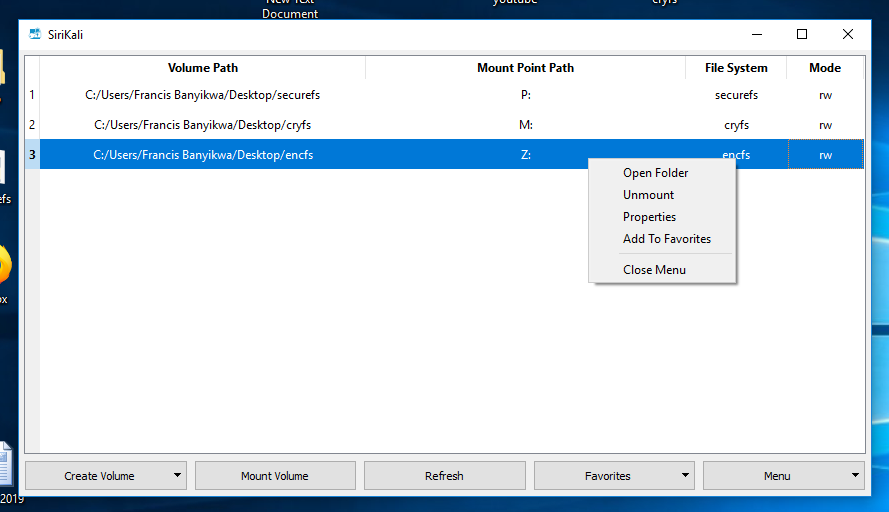 New Text
Document
youtube
cryfs
SiriKali
Volume Path Mount Point Path File System Mode
1 C:/Users/Francis Banyikwa/Desktop/securefs P: securefs rw
2 C:/Users/Francis Banyikwa/Desktop/cryfs M: cryfs rw
3 C:/Users/Francis Banyikwa/Desktop/encfs Z: encfs rw
Open Folder
Unmount
Properties
Add To Favorites
Close Menu
efs
ox
2019
Create Volume Mount Volume Refresh Favorites Menu